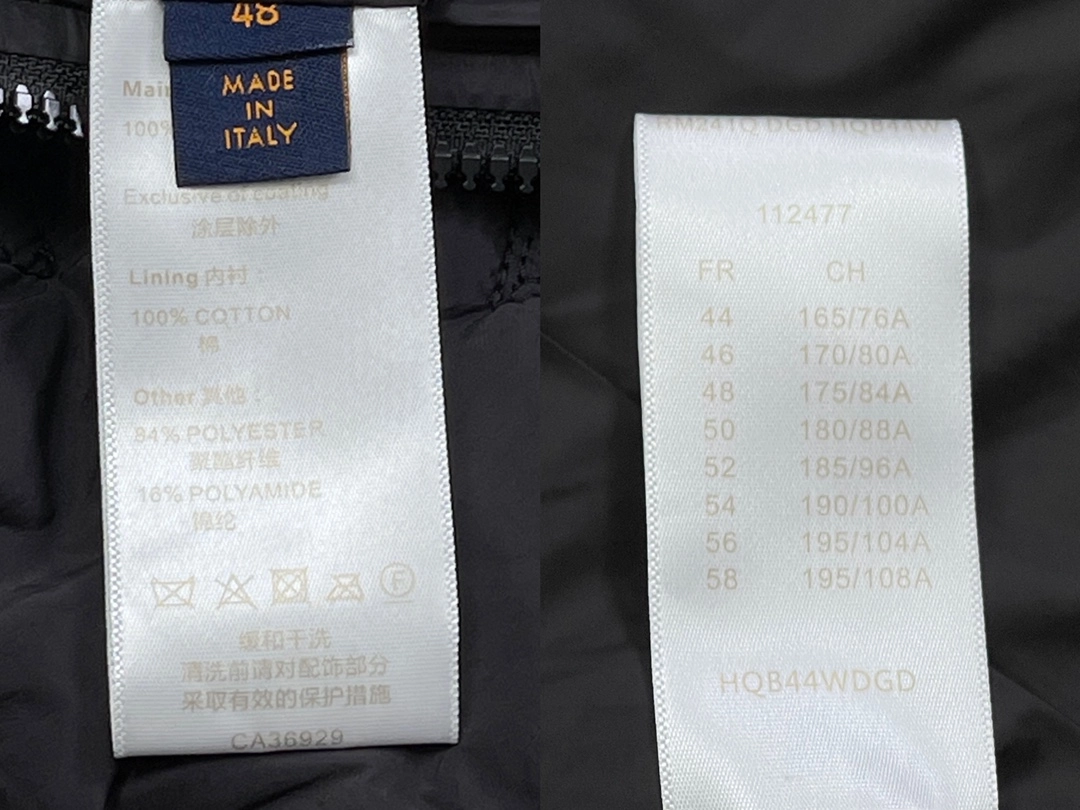 48
MADE
IN
ITALY
Main
100%
Exclusive of coating
涂层除外
Lining 内衬 :
100% COTTON
棉
Other 其他 :
84% POLYESTER
聚酯纤维
16% POLYAMIDE
锦纶
F
缓和干洗
清洗前请对配饰部分
采取有效的保护措施
CA36929
RM241Q DGD HQB44W
112477
FR CH
44 165/76A
46 170/80A
48 175/84A
50 180/88A
52 185/96A
54 190/100A
56 195/104A
58 195/108A
HQB44WDGD